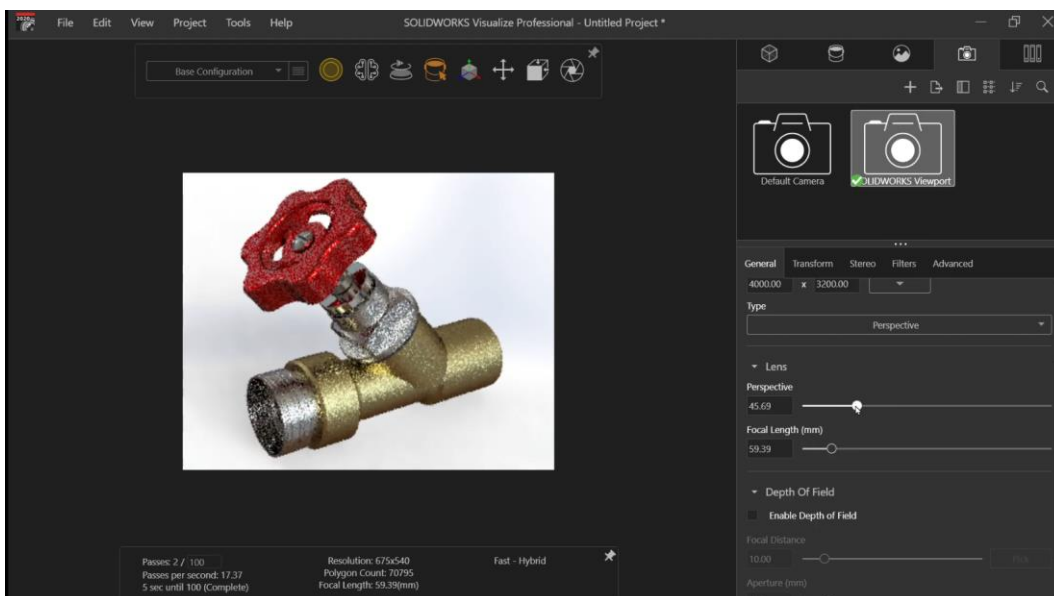 2020
File Edit View Project Tools Help SOLIDWORKS Visualize Professional - Untitled Project *
Base Configuration
Default Camera SOLIDWORKS Viewport
General Transform Stereo Filters Advanced
4000.00 x 3200.00
Type
Perspective
Lens
Perspective
45.69
Focal Length (mm)
59.39
Depth Of Field
Enable Depth of Field
Focal Distance
10.00 Pick
Aperture (mm)
Passes: 2 / 100 Resolution: 675x540 Fast - Hybrid
Passes per second: 17.37 Polygon Count: 70795
5 sec until 100 (Complete) Focal Length: 59.39(mm)